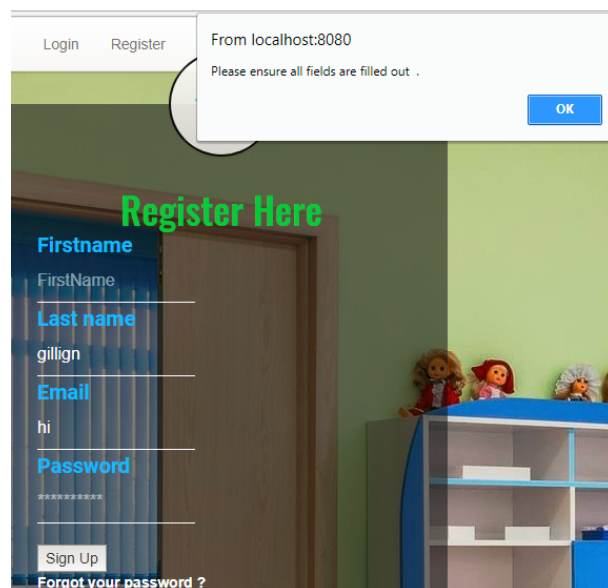 Login Register
From localhost:8080
Please ensure all fields are filled out .
OK
Register Here
Firstname
FirstName
Last name
gillign
Email
hi
Password
**********
Sign Up
Forgot your password ?